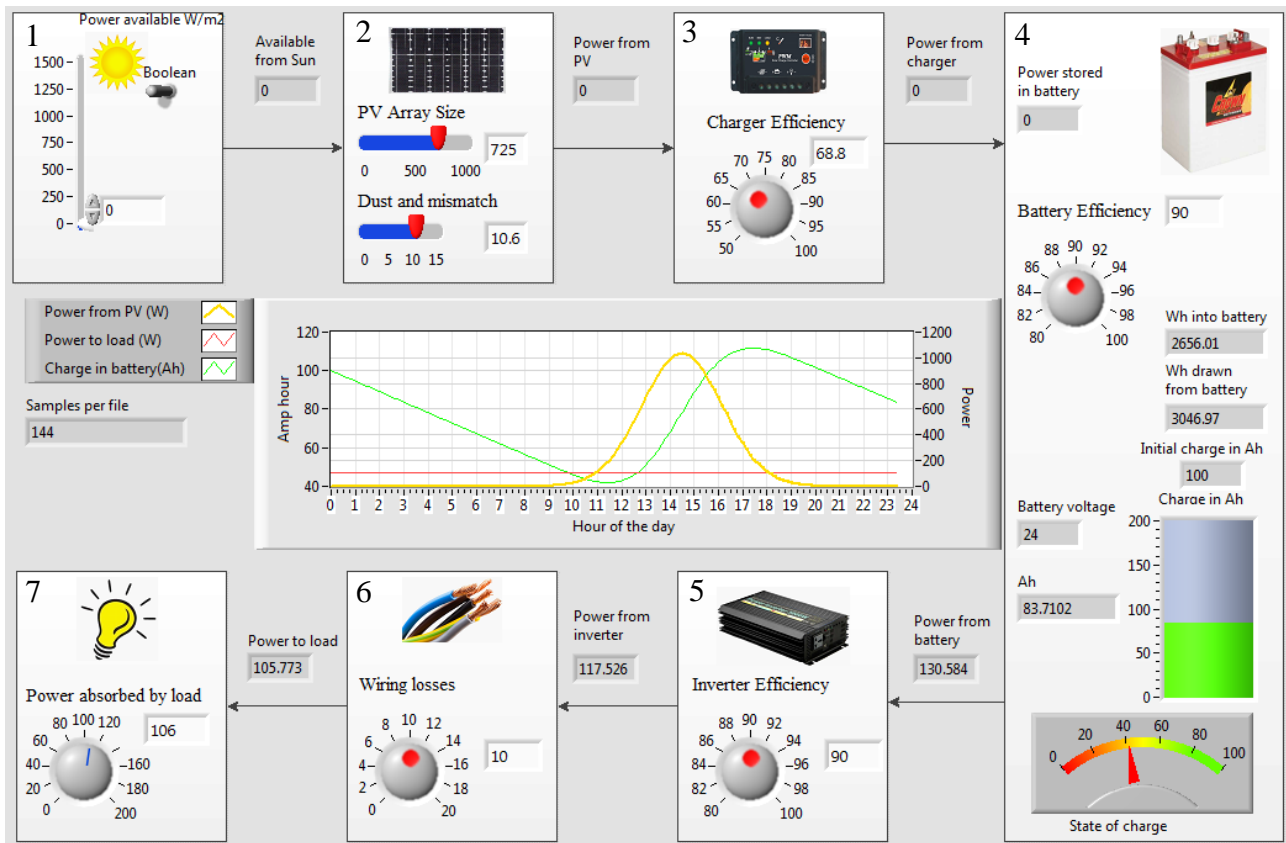 1
Power available W/m2
Boolean
1500
1250
1000
750
500
250
0
0
Available
from Sun
0
2
PV Array Size
725
0 500 1000
Dust and mismatch
10.6
0 5 10 15
Power from
PV
0
3
Charger Efficiency
68.8
50 55 60 65 70 75 80 85 90 95 100
Power from
charger
0
4
Power stored
in battery
0
Battery Efficiency
90
80 82 84 86 88 90 92 94 96 98 100
Wh into battery
2656.01
Wh drawn
from battery
3046.97
Initial charge in Ah
100
Charge in Ah
200
150
100
50
0
Battery voltage
24
Ah
83.7102
0 20 40 60 80 100
State of charge
Power from PV (W)
Power to load (W)
Charge in battery(Ah)
Samples per file
144
Amp hour
120
100
80
60
40
1200
1000
800
600
400
200
0
Power
0 1 2 3 4 5 6 7 8 9 10 11 12 13 14 15 16 17 18 19 20 21 22 23 24
Hour of the day
7
Power absorbed by load
106
0 20 40 60 80 100 120 160 180 200
Power to load
105.773
6
Wiring losses
10
0 2 4 6 8 10 12 14 16 18 20
Power from
inverter
117.526
5
Inverter Efficiency
90
80 82 84 86 88 90 92 94 96 98 100
Power from
battery
130.584